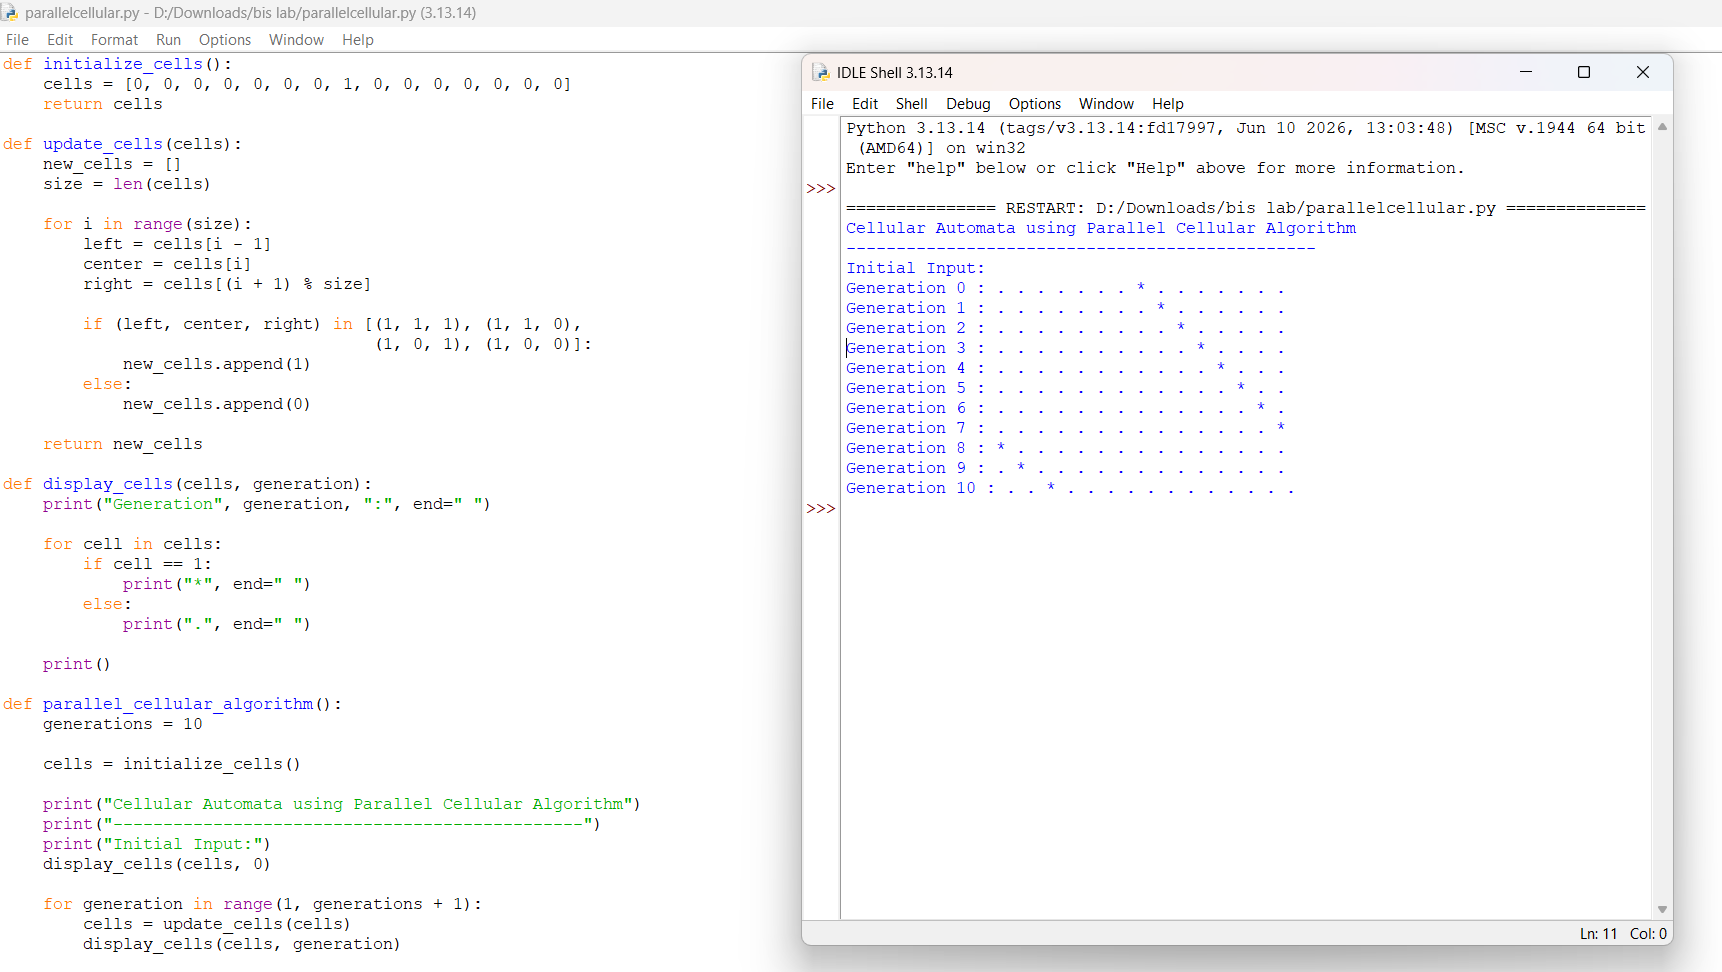 parallelcellular.py - D:/Downloads/bis lab/parallelcellular.py (3.13.14)
File Edit Format Run Options Window Help
def initialize_cells():
    cells = [0, 0, 0, 0, 0, 0, 0, 1, 0, 0, 0, 0, 0, 0, 0]
    return cells

def update_cells(cells):
    new_cells = []
    size = len(cells)

    for i in range(size):
        left = cells[i - 1]
        center = cells[i]
        right = cells[(i + 1) % size]

        if (left, center, right) in [(1, 1, 1), (1, 1, 0),
                                     (1, 0, 1), (1, 0, 0)]:
            new_cells.append(1)
        else:
            new_cells.append(0)

    return new_cells

def display_cells(cells, generation):
    print("Generation", generation, ":", end=" ")

    for cell in cells:
        if cell == 1:
            print("*", end=" ")
        else:
            print(".", end=" ")

    print()

def parallel_cellular_algorithm():
    generations = 10

    cells = initialize_cells()

    print("Cellular Automata using Parallel Cellular Algorithm")
    print("-----------------------------------------------")
    print("Initial Input:")
    display_cells(cells, 0)

    for generation in range(1, generations + 1):
        cells = update_cells(cells)
        display_cells(cells, generation)
IDLE Shell 3.13.14
File Edit Shell Debug Options Window Help
Python 3.13.14 (tags/v3.13.14:fd17997, Jun 10 2026, 13:03:48) [MSC v.1944 64 bit
 (AMD64)] on win32
Enter "help" below or click "Help" above for more information.
>>>
=============== RESTART: D:/Downloads/bis lab/parallelcellular.py ==============
Cellular Automata using Parallel Cellular Algorithm
-----------------------------------------------
Initial Input:
Generation 0 : . . . . . . . * . . . . . . .
Generation 1 : . . . . . . . . * . . . . . .
Generation 2 : . . . . . . . . . * . . . . .
Generation 3 : . . . . . . . . . . * . . . .
Generation 4 : . . . . . . . . . . . * . . .
Generation 5 : . . . . . . . . . . . . * . .
Generation 6 : . . . . . . . . . . . . . * .
Generation 7 : . . . . . . . . . . . . . . *
Generation 8 : * . . . . . . . . . . . . . .
Generation 9 : . * . . . . . . . . . . . . .
Generation 10 : . . * . . . . . . . . . . . .
>>>
Ln: 11 Col: 0